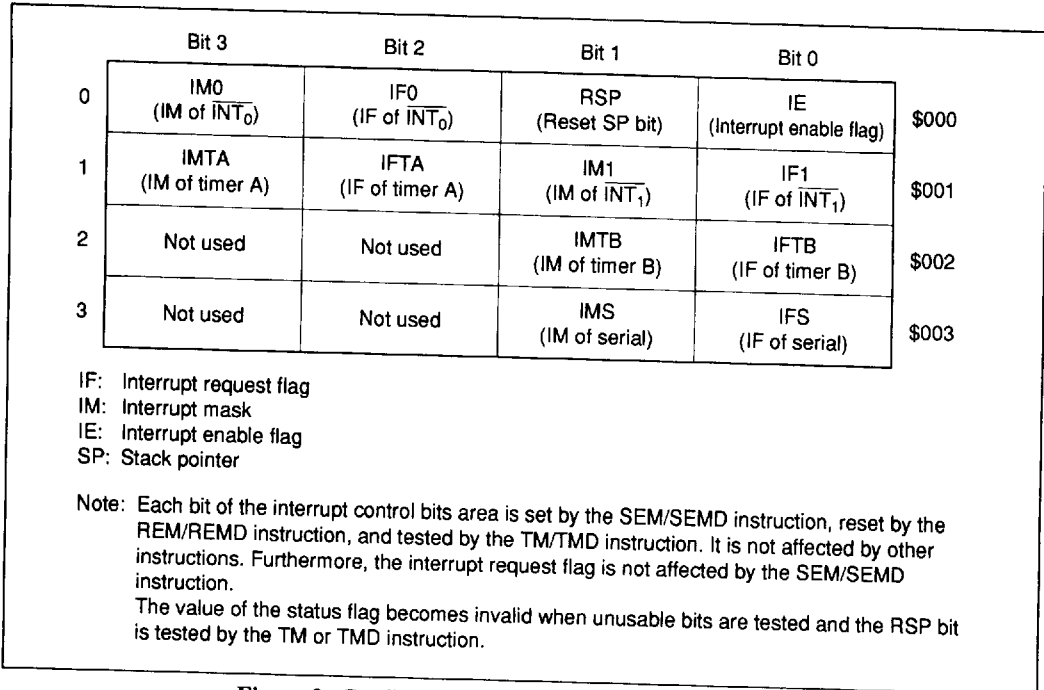 Bit 3 Bit 2 Bit 1 Bit 0
0 IM0 (IM of INT0) IF0 (IF of INT0) RSP (Reset SP bit) IE (Interrupt enable flag) $000
1 IMTA (IM of timer A) IFTA (IF of timer A) IM1 (IM of INT1) IF1 (IF of INT1) $001
2 Not used Not used IMTB (IM of timer B) IFTB (IF of timer B) $002
3 Not used Not used IMS (IM of serial) IFS (IF of serial) $003
IF: Interrupt request flag
IM: Interrupt mask
IE: Interrupt enable flag
SP: Stack pointer
Note: Each bit of the interrupt control bits area is set by the SEM/SEMD instruction, reset by the
REM/REMD instruction, and tested by the TM/TMD instruction. It is not affected by other
instructions. Furthermore, the interrupt request flag is not affected by the SEM/SEMD
instruction.
The value of the status flag becomes invalid when unusable bits are tested and the RSP bit
is tested by the TM or TMD instruction.